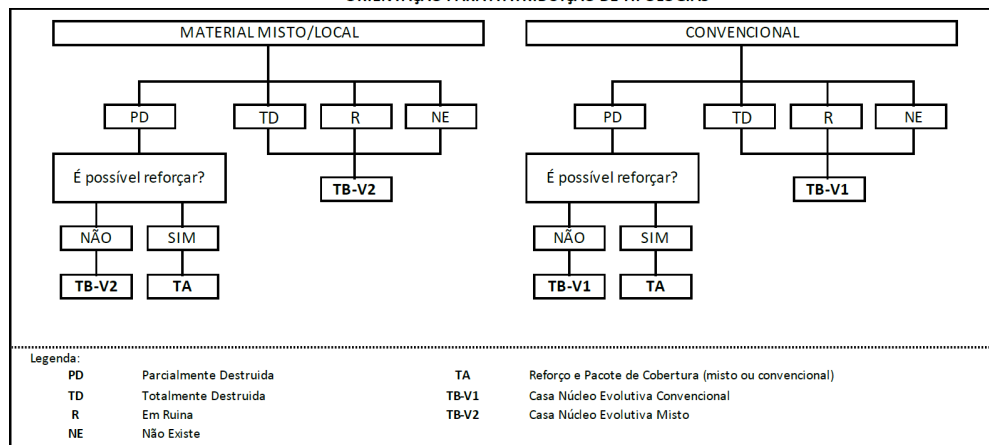 MATERIAL MISTO/LOCAL CONVENCIONAL
PD TD R NE PD TD R NE
É possível reforçar? É possível reforçar?
TB-V2 TB-V1
NÃO SIM NÃO SIM
TB-V2 TA TB-V1 TA
Legenda:
PD Parcialmente Destruida TA Reforço e Pacote de Cobertura (misto ou convencional)
TD Totalmente Destruida TB-V1 Casa Núcleo Evolutiva Convencional
R Em Ruina TB-V2 Casa Núcleo Evolutiva Misto
NE Não Existe